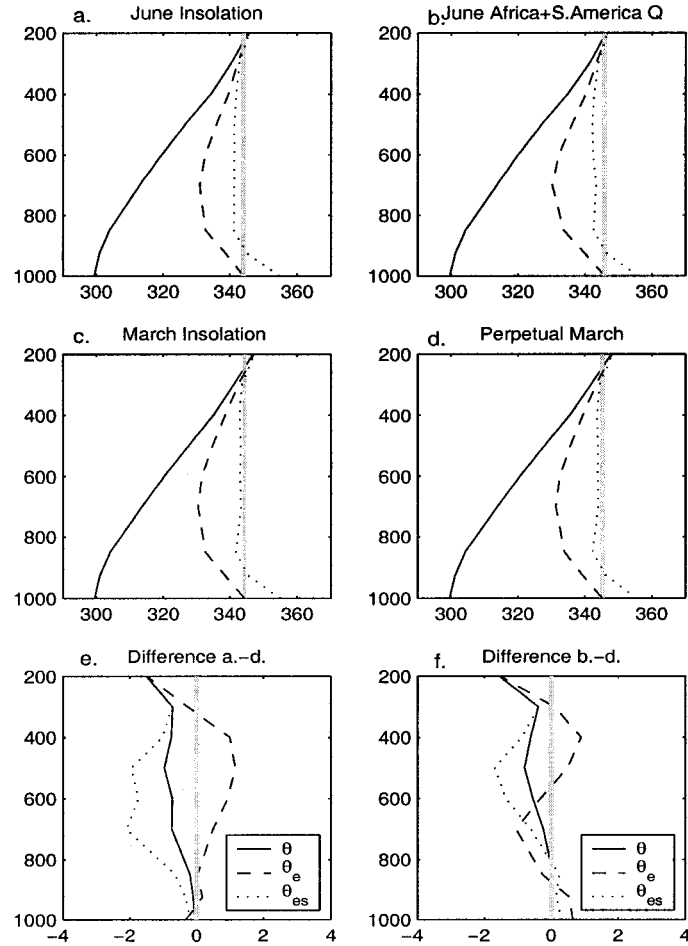 a. June Insolation
b. June Africa+S.America Q
200
400
600
800
1000
300 320 340 360
200
400
600
800
1000
300 320 340 360
c. March Insolation
d. Perpetual March
200
400
600
800
1000
300 320 340 360
200
400
600
800
1000
300 320 340 360
e. Difference a.-d.
f. Difference b.-d.
200
400
600
800
1000
-4 -2 0 2 4
θ
θe
θes
200
400
600
800
1000
-4 -2 0 2 4
θ
θe
θes